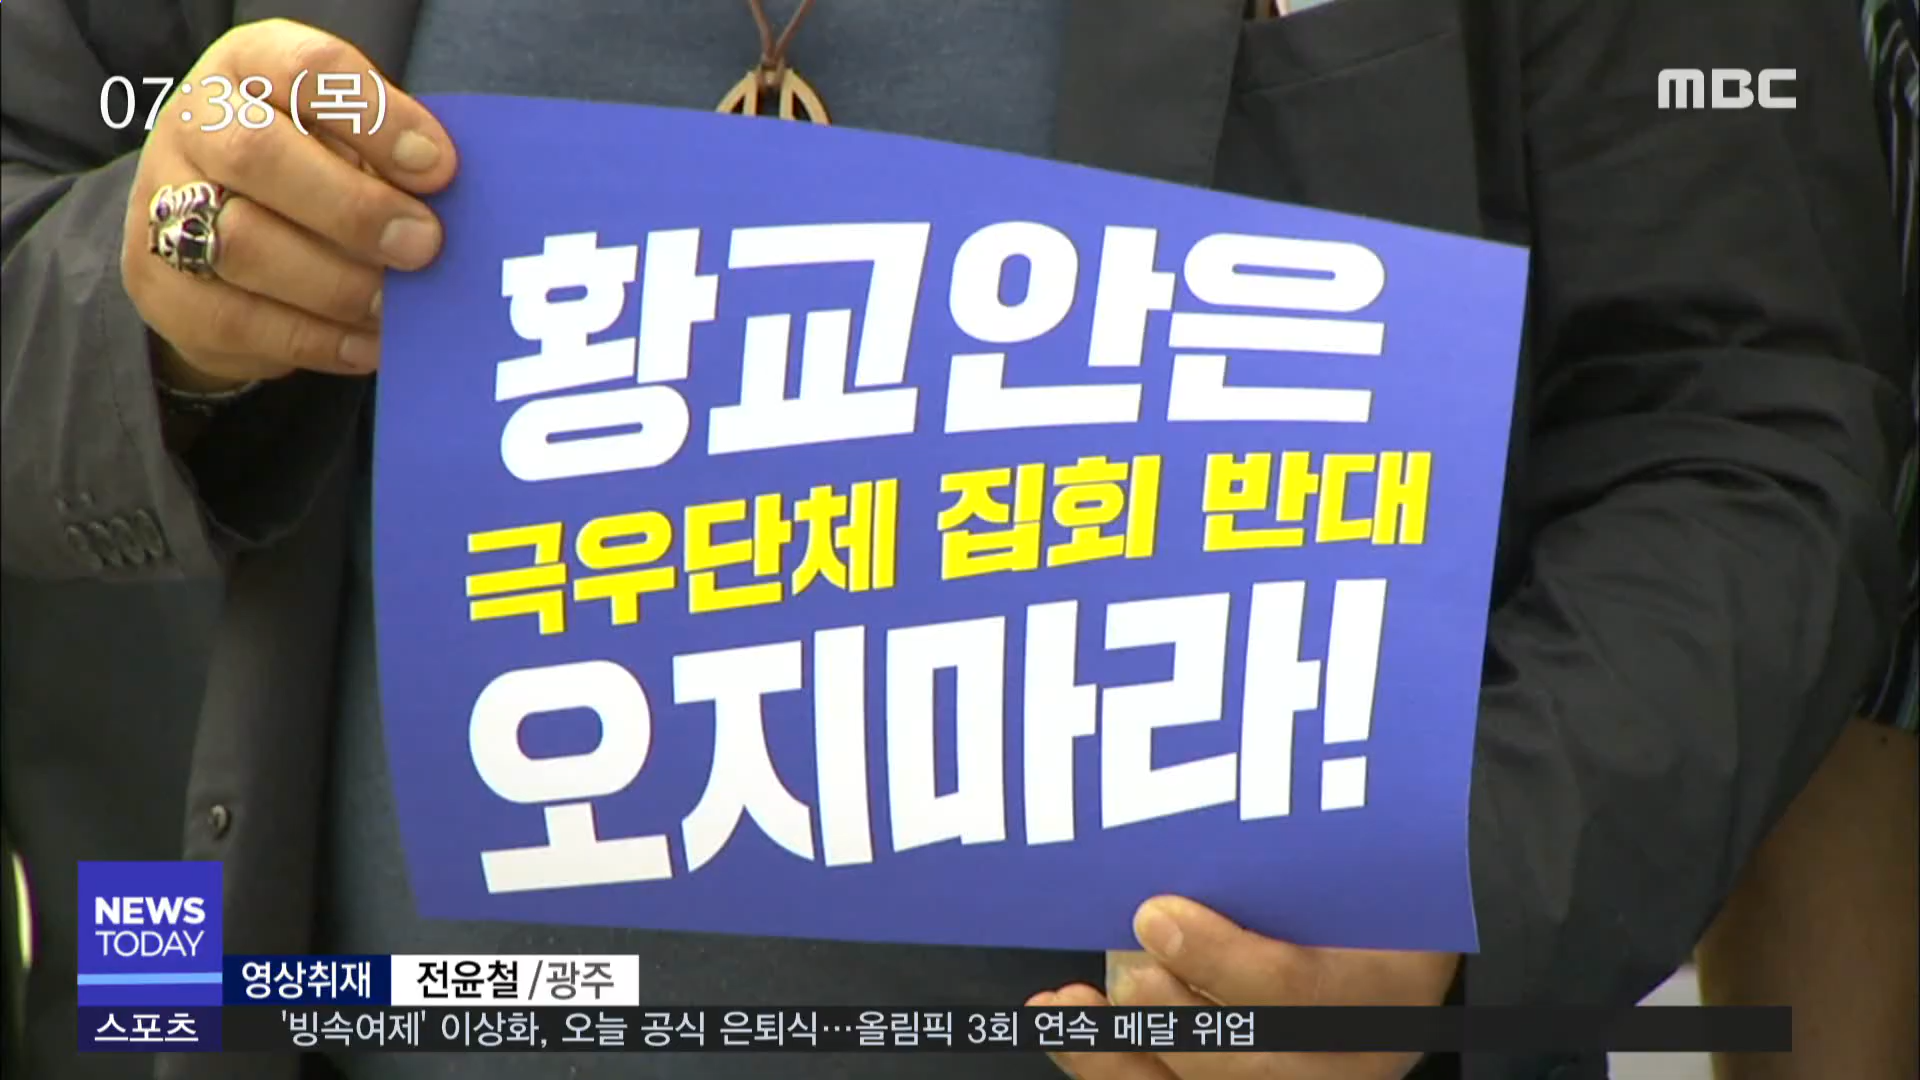 07:38(목)
MBC
황교안은
극우단체 집회 반대
오지마라!
NEWS
TODAY
영상취재 전윤철/광주
스포츠 '빙속여제' 이상화, 오늘 공식 은퇴식…올림픽 3회 연속 메달 위업